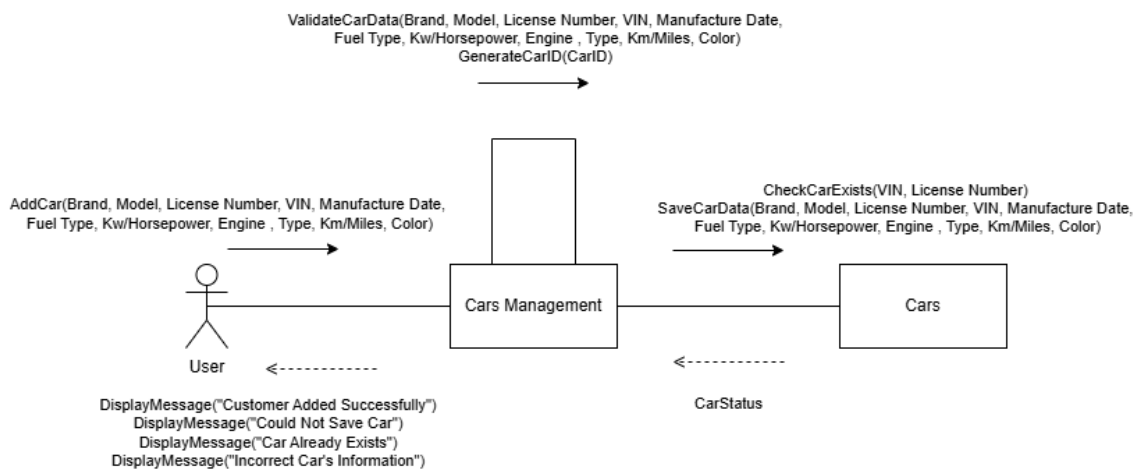 ValidateCarData(Brand, Model, License Number, VIN, Manufacture Date,
Fuel Type, Kw/Horsepower, Engine , Type, Km/Miles, Color)
GenerateCarID(CarID)
AddCar(Brand, Model, License Number, VIN, Manufacture Date,
Fuel Type, Kw/Horsepower, Engine , Type, Km/Miles, Color)
CheckCarExists(VIN, License Number)
SaveCarData(Brand, Model, License Number, VIN, Manufacture Date,
Fuel Type, Kw/Horsepower, Engine , Type, Km/Miles, Color)
Cars Management
Cars
User
DisplayMessage("Customer Added Successfully")
DisplayMessage("Could Not Save Car")
DisplayMessage("Car Already Exists")
DisplayMessage("Incorrect Car's Information")
CarStatus